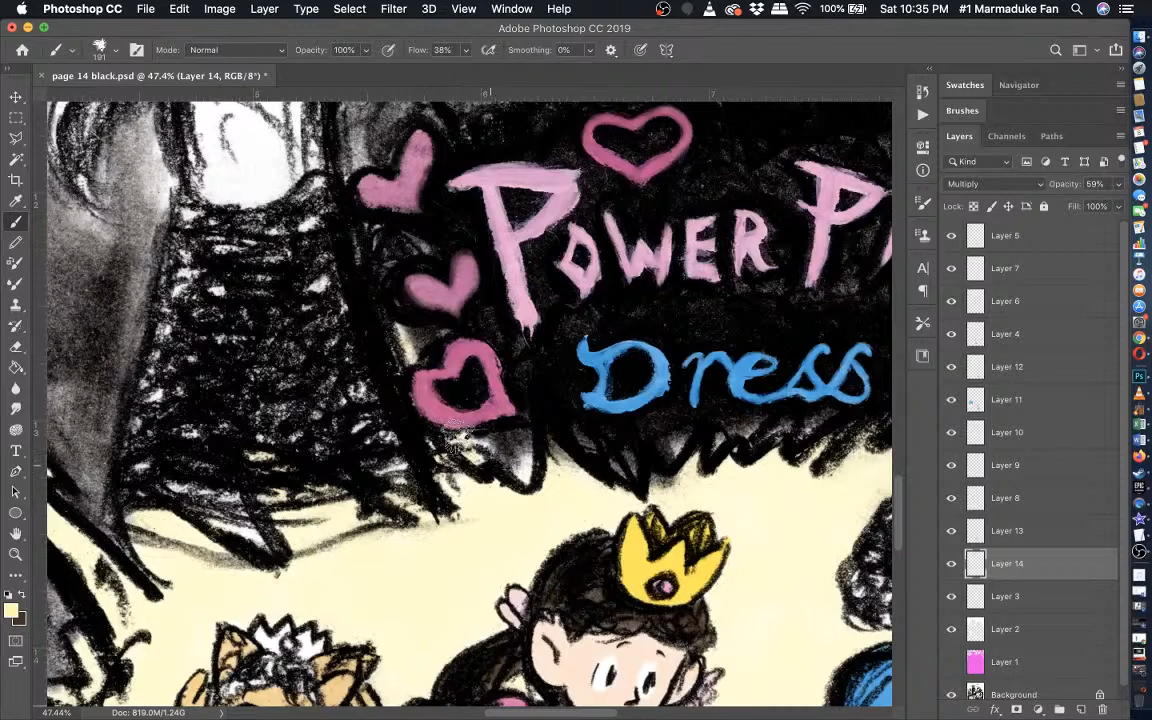 Photoshop CC File Edit Image Layer Type Select Filter 3D View Window Help 100% Sat 10:35 PM #1 Marmaduke Fan
Adobe Photoshop CC 2019
191 Mode: Normal Opacity: 100% Flow: 38% Smoothing: 0%
page 14 black.psd @ 47.4% (Layer 14, RGB/8*) *
Swatches Navigator
Brushes
Layers Channels Paths
Kind
Multiply Opacity: 59%
Lock: Fill: 100%
Layer 5
Layer 7
Layer 6
Layer 4
Layer 12
Layer 11
Layer 10
Layer 9
Layer 8
Layer 13
Layer 14
Layer 3
Layer 2
Layer 1
Background
5 6 7
POWER P
Dress
47.44% Doc: 819.0M/1.24G